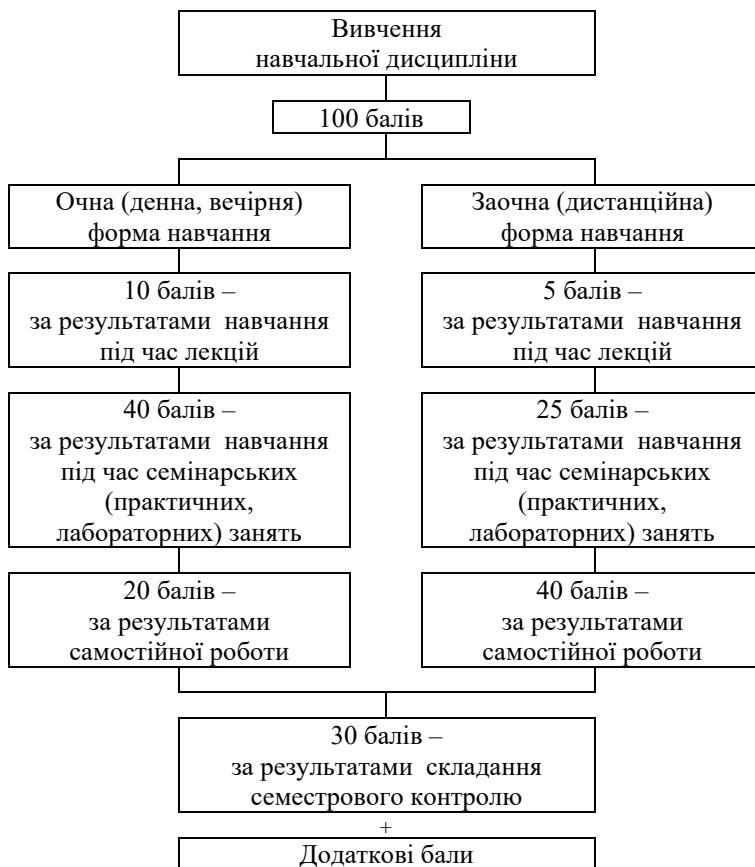 Вивчення
навчальної дисципліни
100 балів
Очна (денна, вечірня)
форма навчання
10 балів –
за результатами навчання
під час лекцій
40 балів –
за результатами навчання
під час семінарських
(практичних,
лабораторних) занять
20 балів –
за результатами
самостійної роботи
Заочна (дистанційна)
форма навчання
5 балів –
за результатами навчання
під час лекцій
25 балів –
за результатами навчання
під час семінарських
(практичних,
лабораторних) занять
40 балів –
за результатами
самостійної роботи
30 балів –
за результатами складання
семестрового контролю
+
Додаткові бали